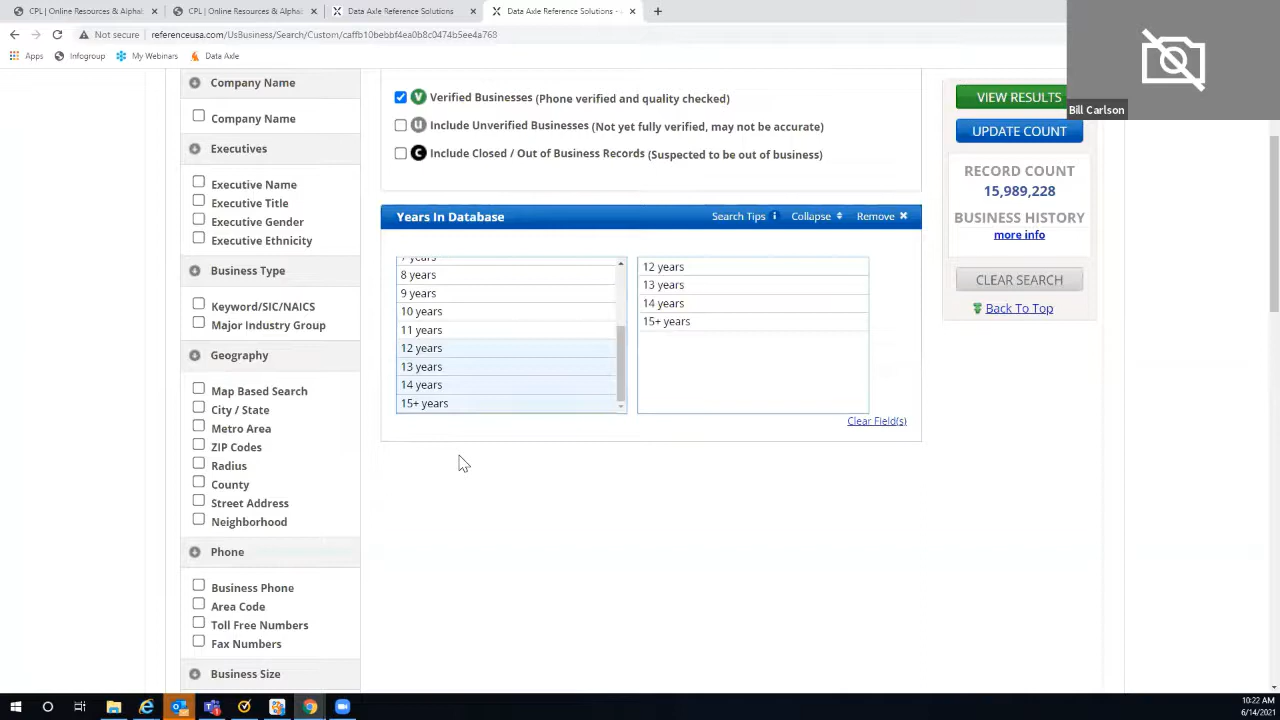 CPL | Online Resources & Alphab
CPL | Online Resources & Alphab
Data Axle Reference Solutions
Data Axle Reference Solutions -
Not secure | referenceusa.com/UsBusiness/Search/Custom/caffb10bebbf4ea0b8c0474b5ee4a768
Apps Infogroup My Webinars Data Axle
Company Name
Company Name
Executives
Executive Name
Executive Title
Executive Gender
Executive Ethnicity
Business Type
Keyword/SIC/NAICS
Major Industry Group
Geography
Map Based Search
City / State
Metro Area
ZIP Codes
Radius
County
Street Address
Neighborhood
Phone
Business Phone
Area Code
Toll Free Numbers
Fax Numbers
Business Size
V Verified Businesses (Phone verified and quality checked)
U Include Unverified Businesses (Not yet fully verified, may not be accurate)
C Include Closed / Out of Business Records (Suspected to be out of business)
Years In Database Search Tips i Collapse Remove
7 years
8 years
9 years
10 years
11 years
12 years
13 years
14 years
15+ years
12 years
13 years
14 years
15+ years
Clear Field(s)
VIEW RESULTS
UPDATE COUNT
RECORD COUNT
15,989,228
BUSINESS HISTORY
more info
CLEAR SEARCH
Back To Top
Bill Carlson
10:22 AM
6/14/2021